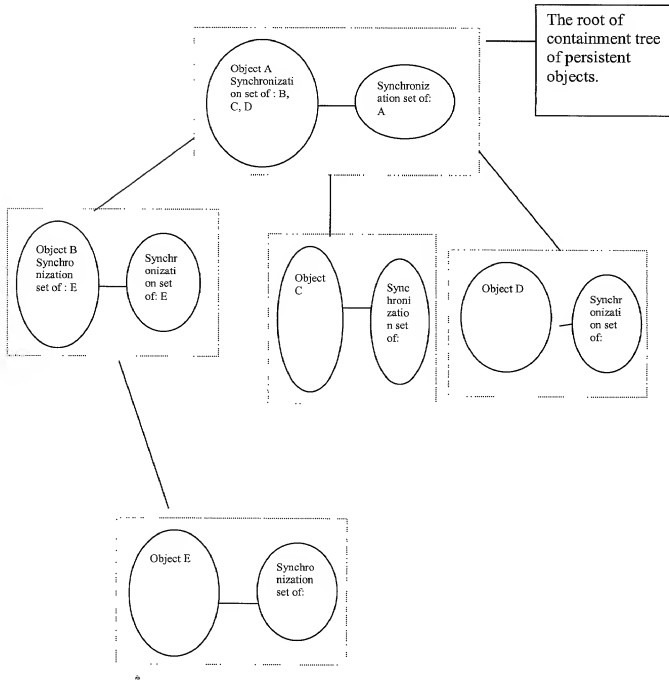 The root of
containment tree
of persistent
objects.
Object A
Synchronizati
on set of : B,
C, D
Synchroniz
ation set of:
A
Object B
Synchro
nization
set of : E
Synchr
onizati
on set
of: E
Object
C
Sync
hroni
zatio
n set
of:
Object D
Synchr
onizati
on set
of:
Object E
Synchro
nization
set of: